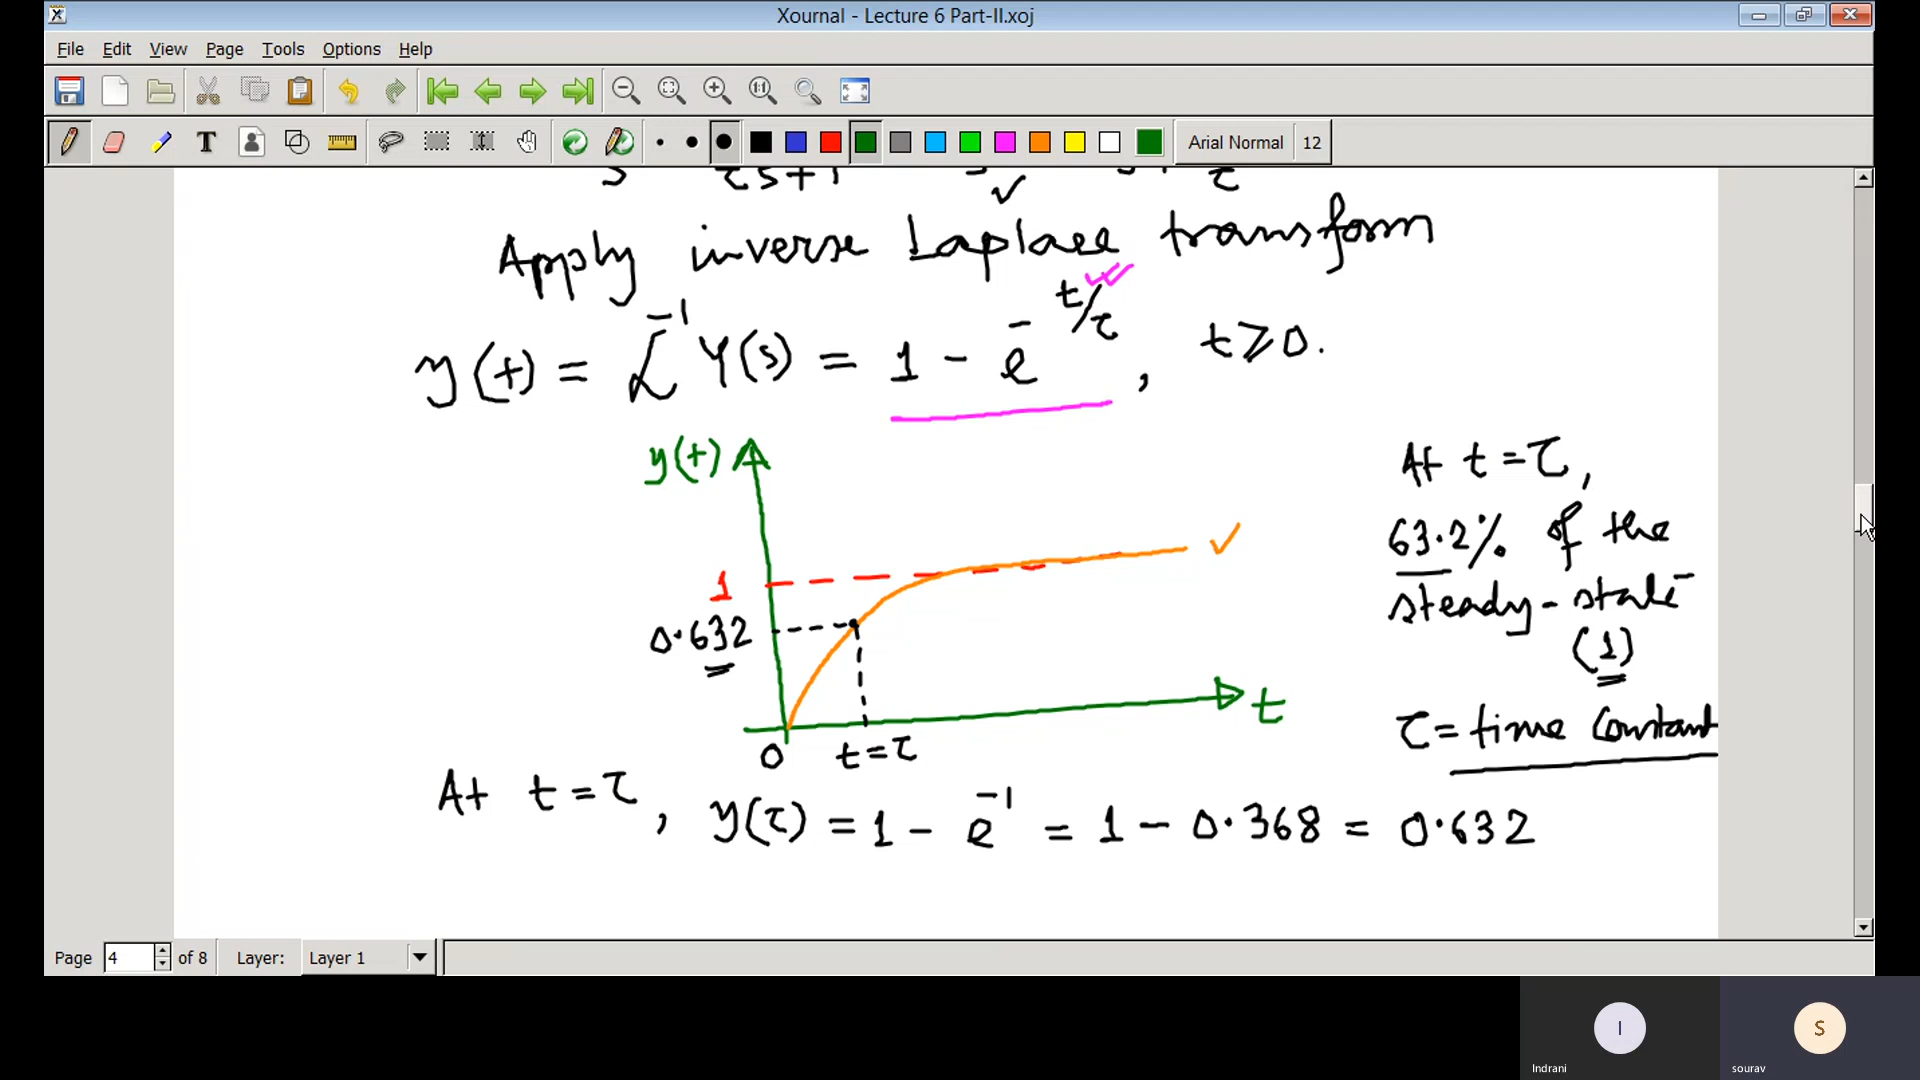 Xournal - Lecture 6 Part-II.xoj
File Edit View Page Tools Options Help
Arial Normal 12
Apply inverse Laplace transform
y(t) = ℒ⁻¹ Y(s) = 1 - e^{-t/τ}, t ≥ 0.
y(t)
1
0.632
0
t = τ
t
At t = τ,
63.2% of the
steady-state
(1)
τ = time constant
At t = τ, y(τ) = 1 - e⁻¹ = 1 - 0.368 = 0.632
Page 4 of 8 Layer: Layer 1
I
S
Indrani
sourav